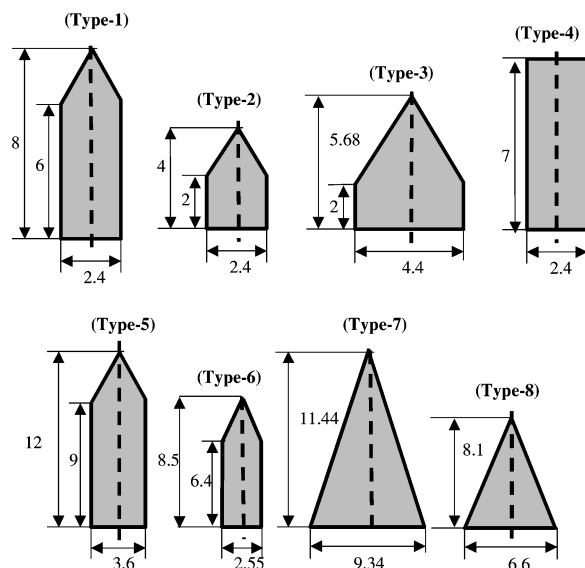 (Type-1)
8
6
2.4
(Type-2)
4
2
2.4
(Type-3)
5.68
2
4.4
(Type-4)
7
2.4
(Type-5)
12
9
3.6
(Type-6)
8.5
6.4
2.55
(Type-7)
11.44
9.34
(Type-8)
8.1
6.6